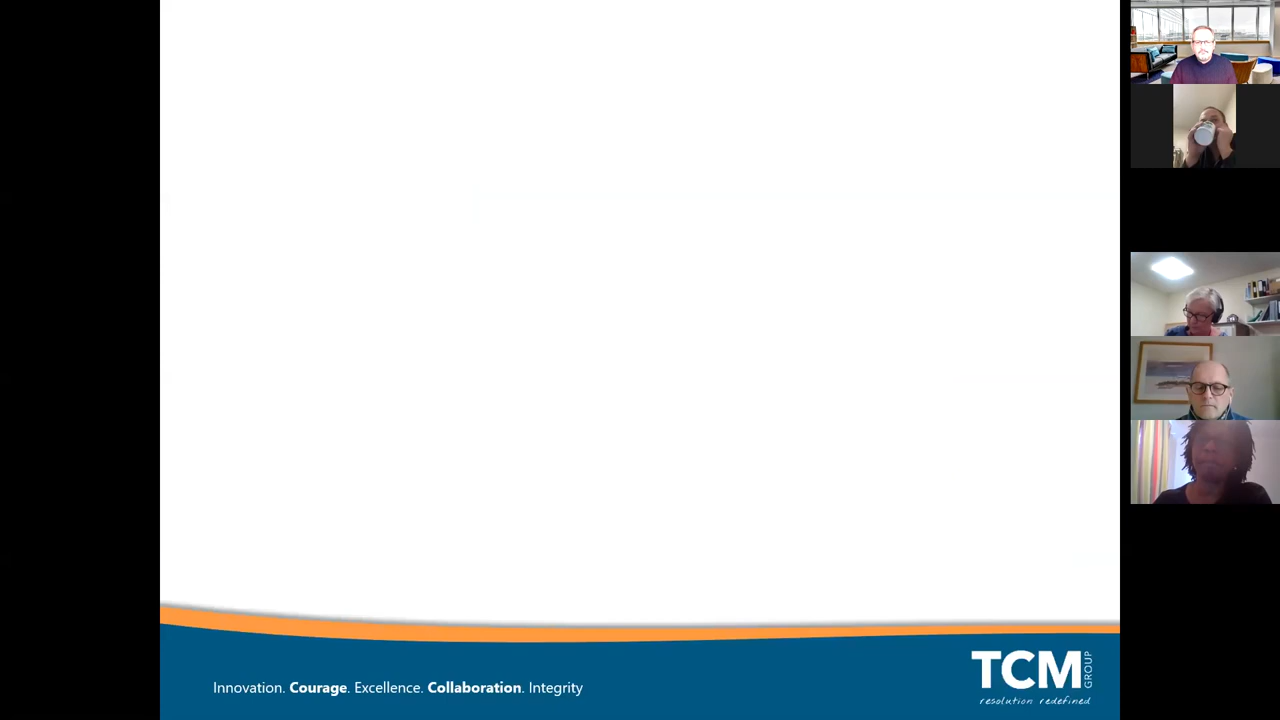 Innovation. Courage. Excellence. Collaboration. Integrity
TCM GROUP
resolution redefined